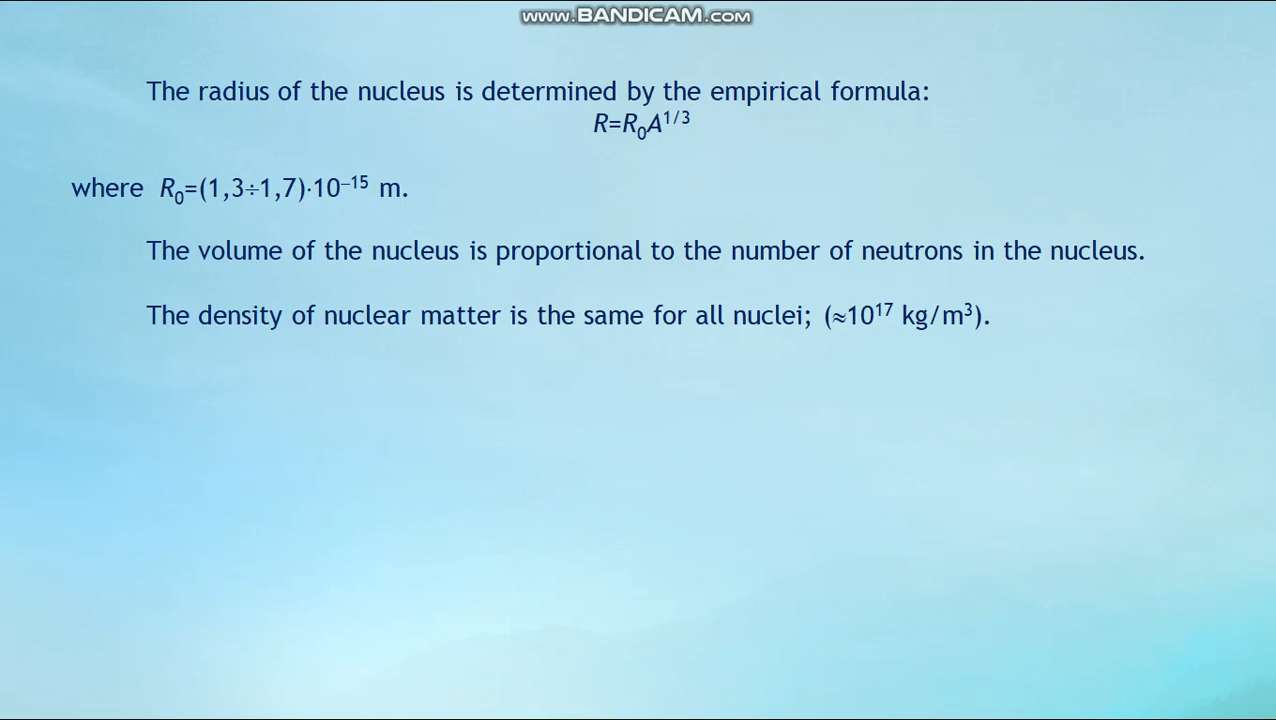 www.BANDICAM.com
The radius of the nucleus is determined by the empirical formula:
R=R₀A¹ᐟ³
where R₀=(1,3÷1,7)·10⁻¹⁵ m.
The volume of the nucleus is proportional to the number of neutrons in the nucleus.
The density of nuclear matter is the same for all nuclei; (≈10¹⁷ kg/m³).